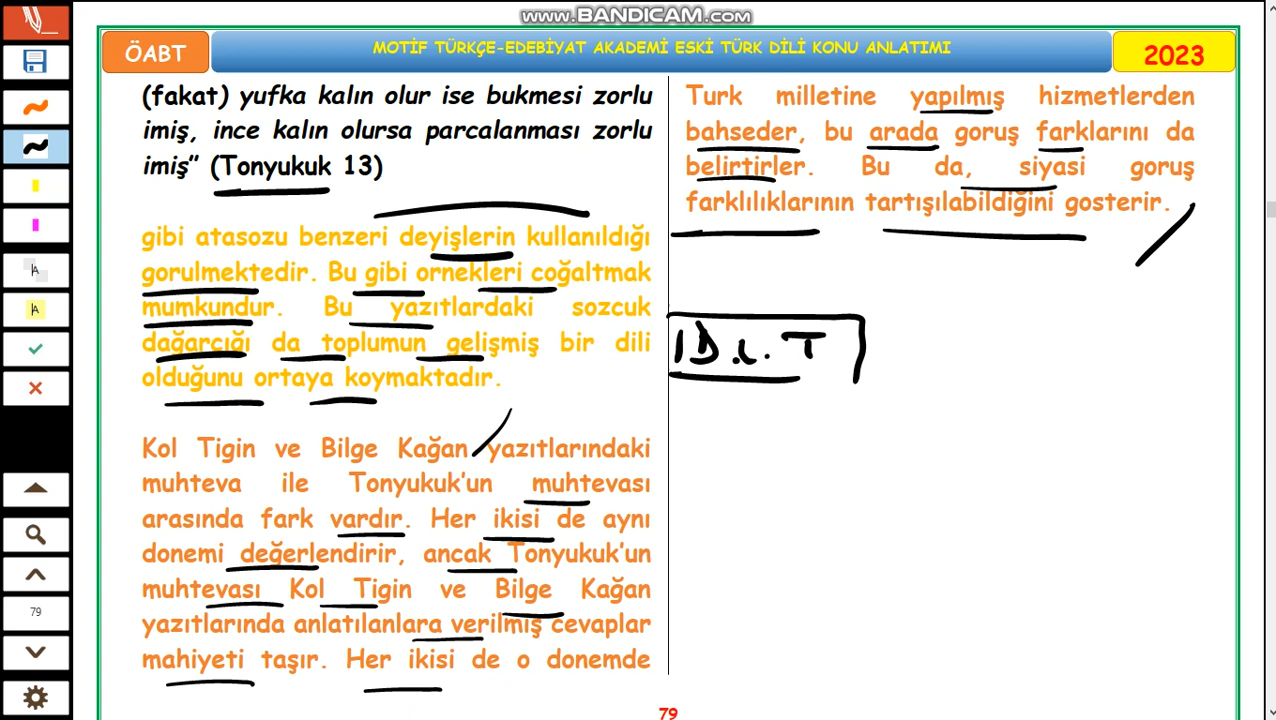 www.BANDICAM.com
ÖABT
MOTİF TÜRKÇE-EDEBİYAT AKADEMİ ESKİ TÜRK DİLİ KONU ANLATIMI
2023
(fakat) yufka kalın olur ise bukmesi zorlu
imiş, ince kalın olursa parcalanması zorlu
imiş” (Tonyukuk 13)
gibi atasozu benzeri deyişlerin kullanıldığı
gorulmektedir. Bu gibi ornekleri coğaltmak
mumkundur. Bu yazıtlardaki sozcuk
dağarcığı da toplumun gelişmiş bir dili
olduğunu ortaya koymaktadır.
Kol Tigin ve Bilge Kağan yazıtlarındaki
muhteva ile Tonyukuk’un muhtevası
arasında fark vardır. Her ikisi de aynı
donemi değerlendirir, ancak Tonyukuk’un
muhtevası Kol Tigin ve Bilge Kağan
yazıtlarında anlatılanlara verilmiş cevaplar
mahiyeti taşır. Her ikisi de o donemde
Turk milletine yapılmış hizmetlerden
bahseder, bu arada goruş farklarını da
belirtirler. Bu da, siyasi goruş
farklılıklarının tartışılabildiğini gosterir.
D.L.T
79
79